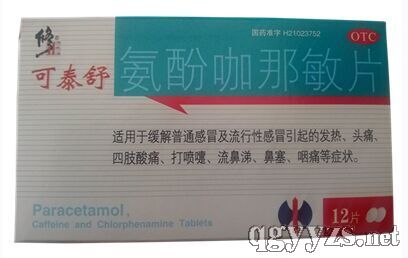 国药准字 H21023752
OTC
修
可泰舒
氨酚咖那敏片
适用于缓解普通感冒及流行性感冒引起的发热、头痛、
四肢酸痛、打喷嚏、流鼻涕、鼻塞、咽痛等症状。
Paracetamol,
Caffeine and Chlorphenamine Tablets
12片
qgyyzs.net